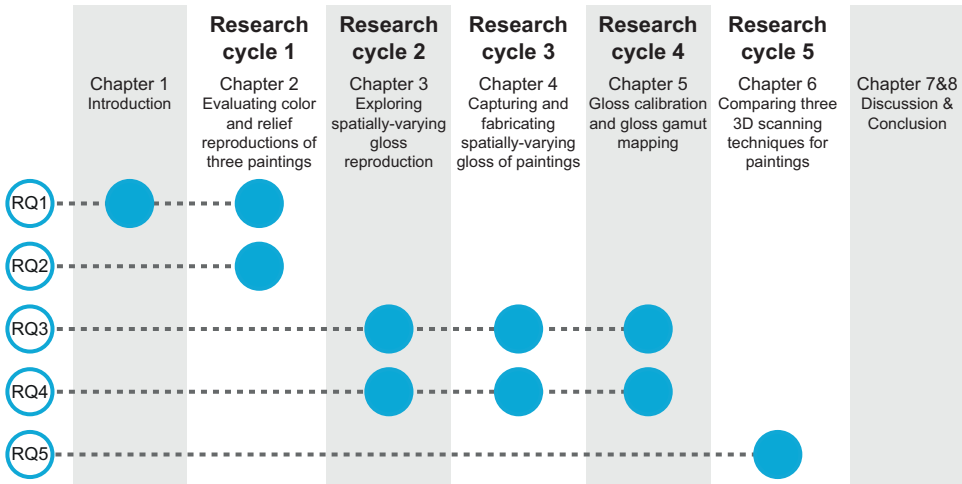 Chapter 1
Introduction
Research
cycle 1
Chapter 2
Evaluating color
and relief
reproductions of
three paintings
Research
cycle 2
Chapter 3
Exploring
spatially-varying
gloss
reproduction
Research
cycle 3
Chapter 4
Capturing and
fabricating
spatially-varying
gloss of paintings
Research
cycle 4
Chapter 5
Gloss calibration
and gloss gamut
mapping
Research
cycle 5
Chapter 6
Comparing three
3D scanning
techniques for
paintings
Chapter 7&8
Discussion &
Conclusion
RQ1
RQ2
RQ3
RQ4
RQ5